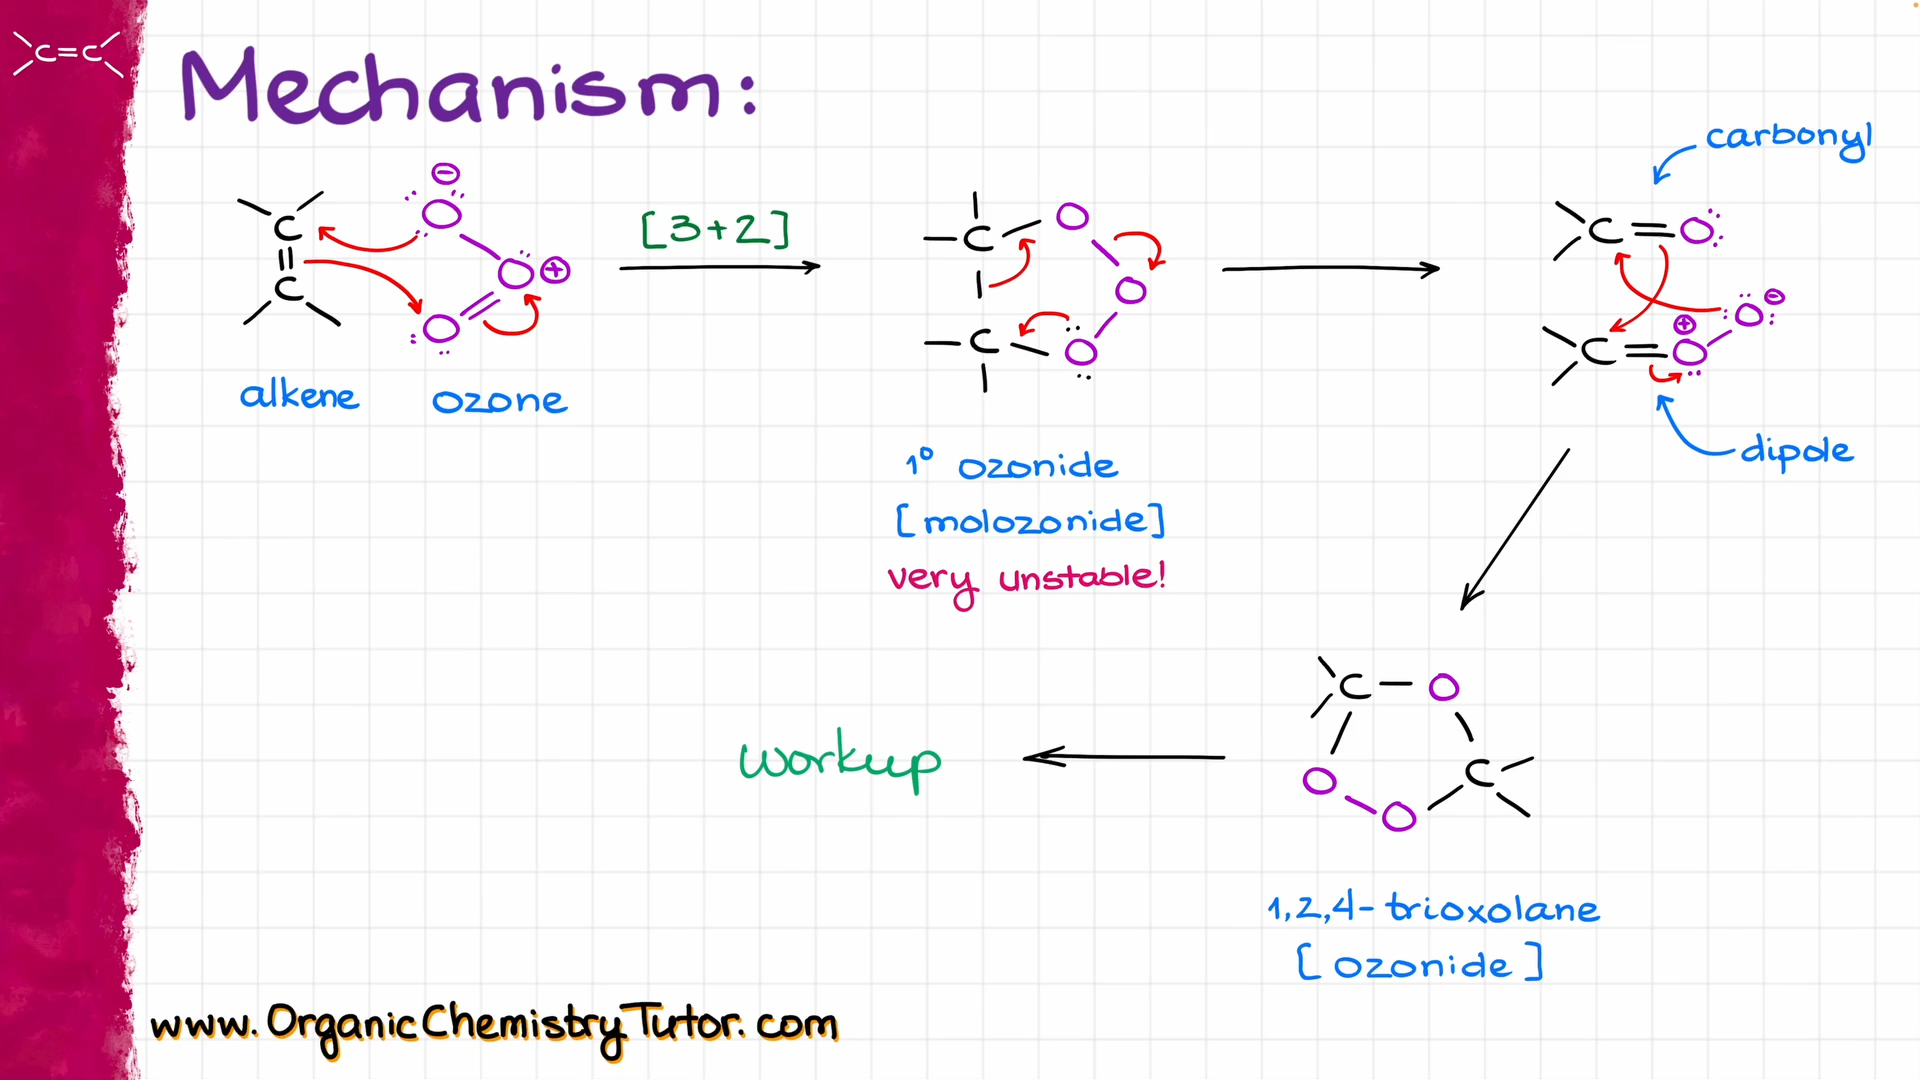 C=C
Mechanism:
carbonyl
[3+2]
alkene
ozone
1° ozonide
[molozonide]
very unstable!
dipole
workup
1,2,4-trioxolane
[ozonide]
www.OrganicChemistryTutor.com